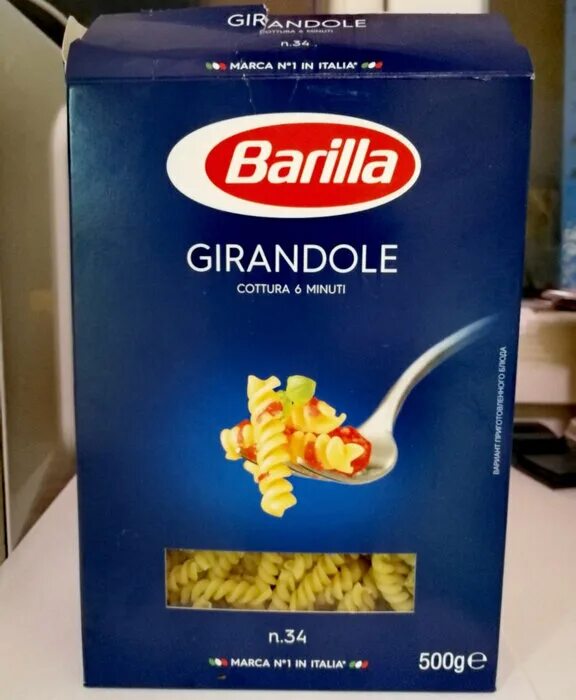 GIRANDOLE
COTTURA 6 MINUTI
n.34
MARCA N°1 IN ITALIA*
Barilla
GIRANDOLE
COTTURA 6 MINUTI
ВАРИАНТ ПРИГОТОВЛЕННОГО БЛЮДА
n.34
MARCA N°1 IN ITALIA*
500g℮